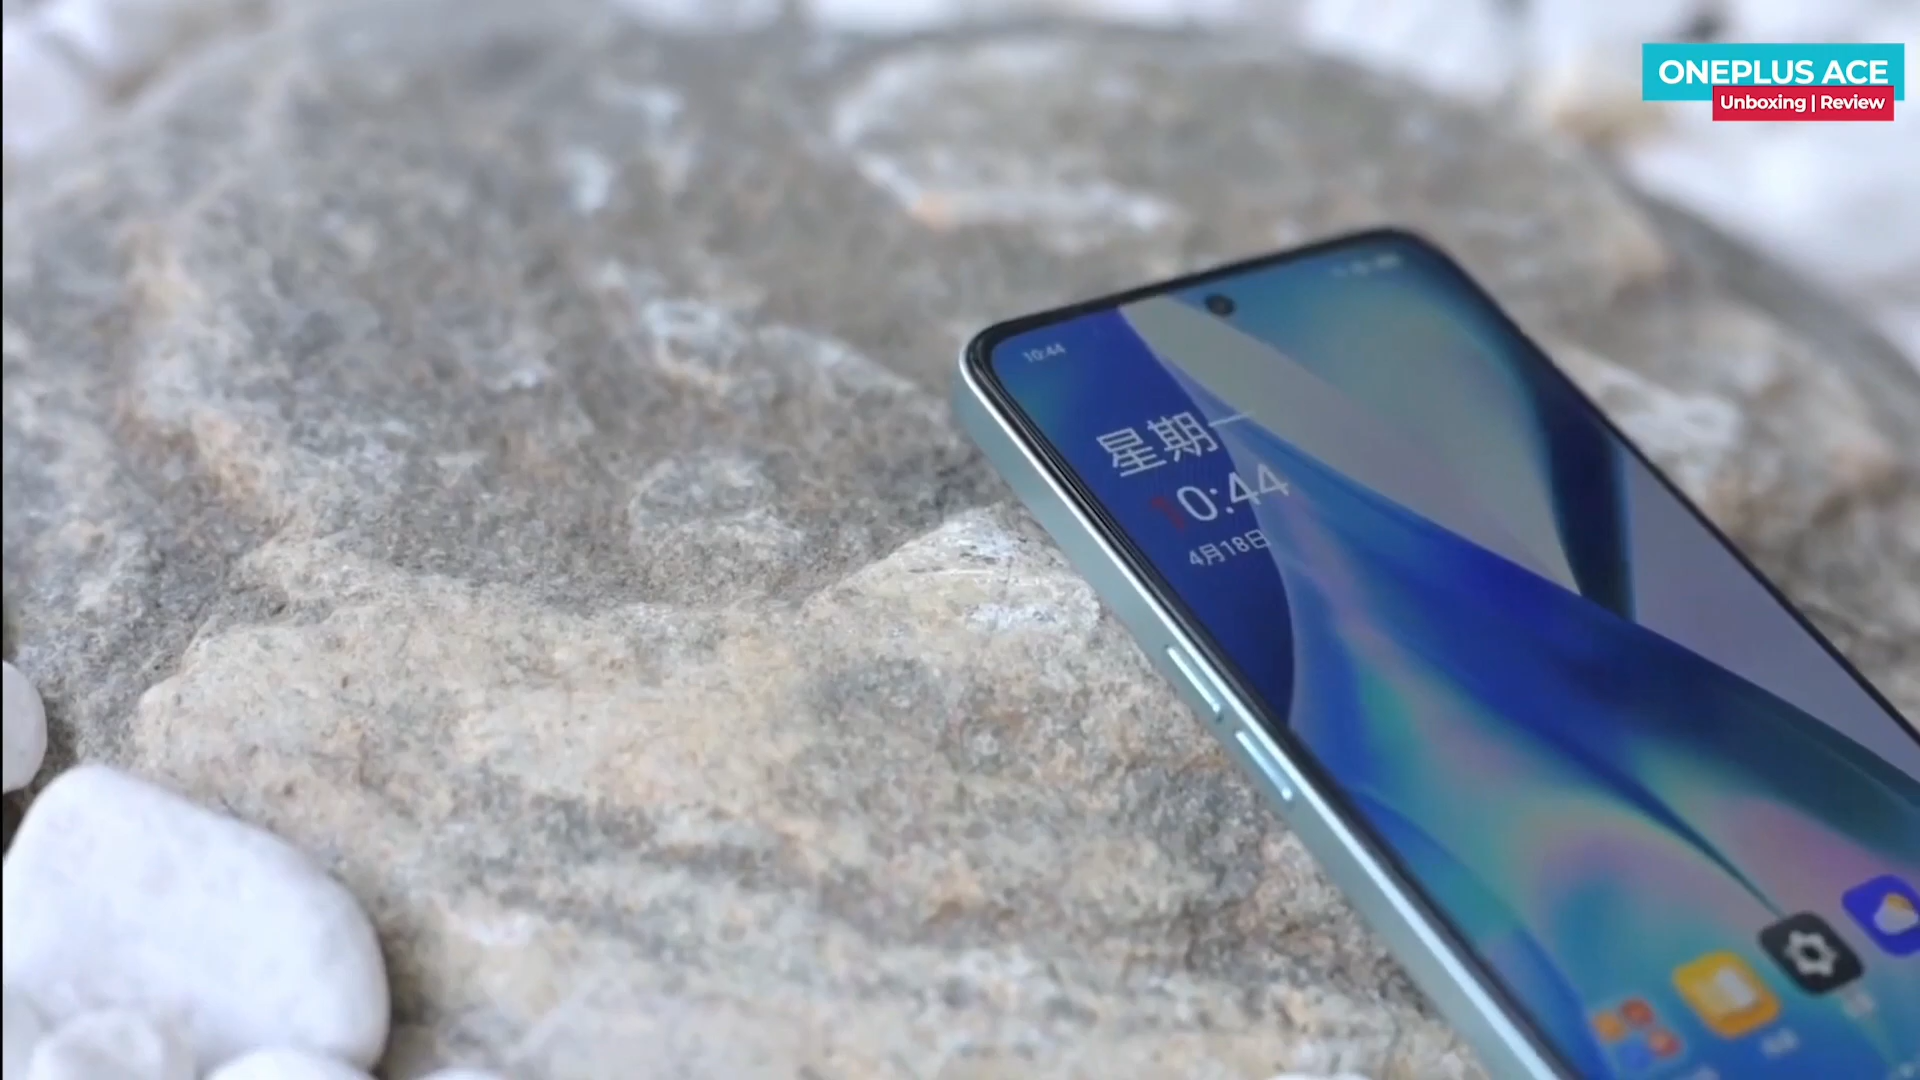 ONEPLUS ACE
Unboxing | Review
10:44
星期一
10:44
4月18日